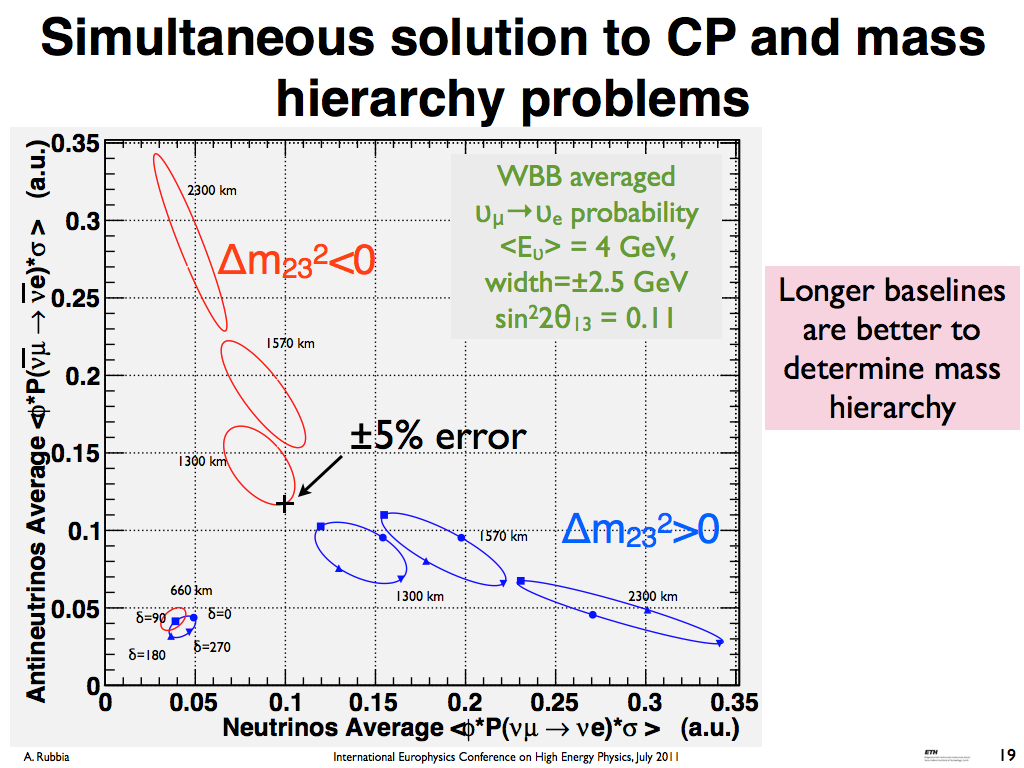 Simultaneous solution to CP and mass
hierarchy problems
Antineutrinos Average <ϕ*P(ν̅μ̅ → ν̅e̅)*σ > (a.u.)
0.35
0.3
0.25
0.2
0.15
0.1
0.05
0
2300 km
Δm₂₃²<0
1570 km
1300 km
WBB averaged
υμ→υe probability
<Eυ> = 4 GeV,
width=±2.5 GeV
sin²2θ₁₃ = 0.11
Longer baselines
are better to
determine mass
hierarchy
±5% error
Δm₂₃²>0
1570 km
1300 km
2300 km
660 km
δ=90
δ=0
δ=270
δ=180
0 0.05 0.1 0.15 0.2 0.25 0.3 0.35
Neutrinos Average <ϕ*P(νμ → νe)*σ > (a.u.)
A. Rubbia
International Europhysics Conference on High Energy Physics, July 2011
ETH
19